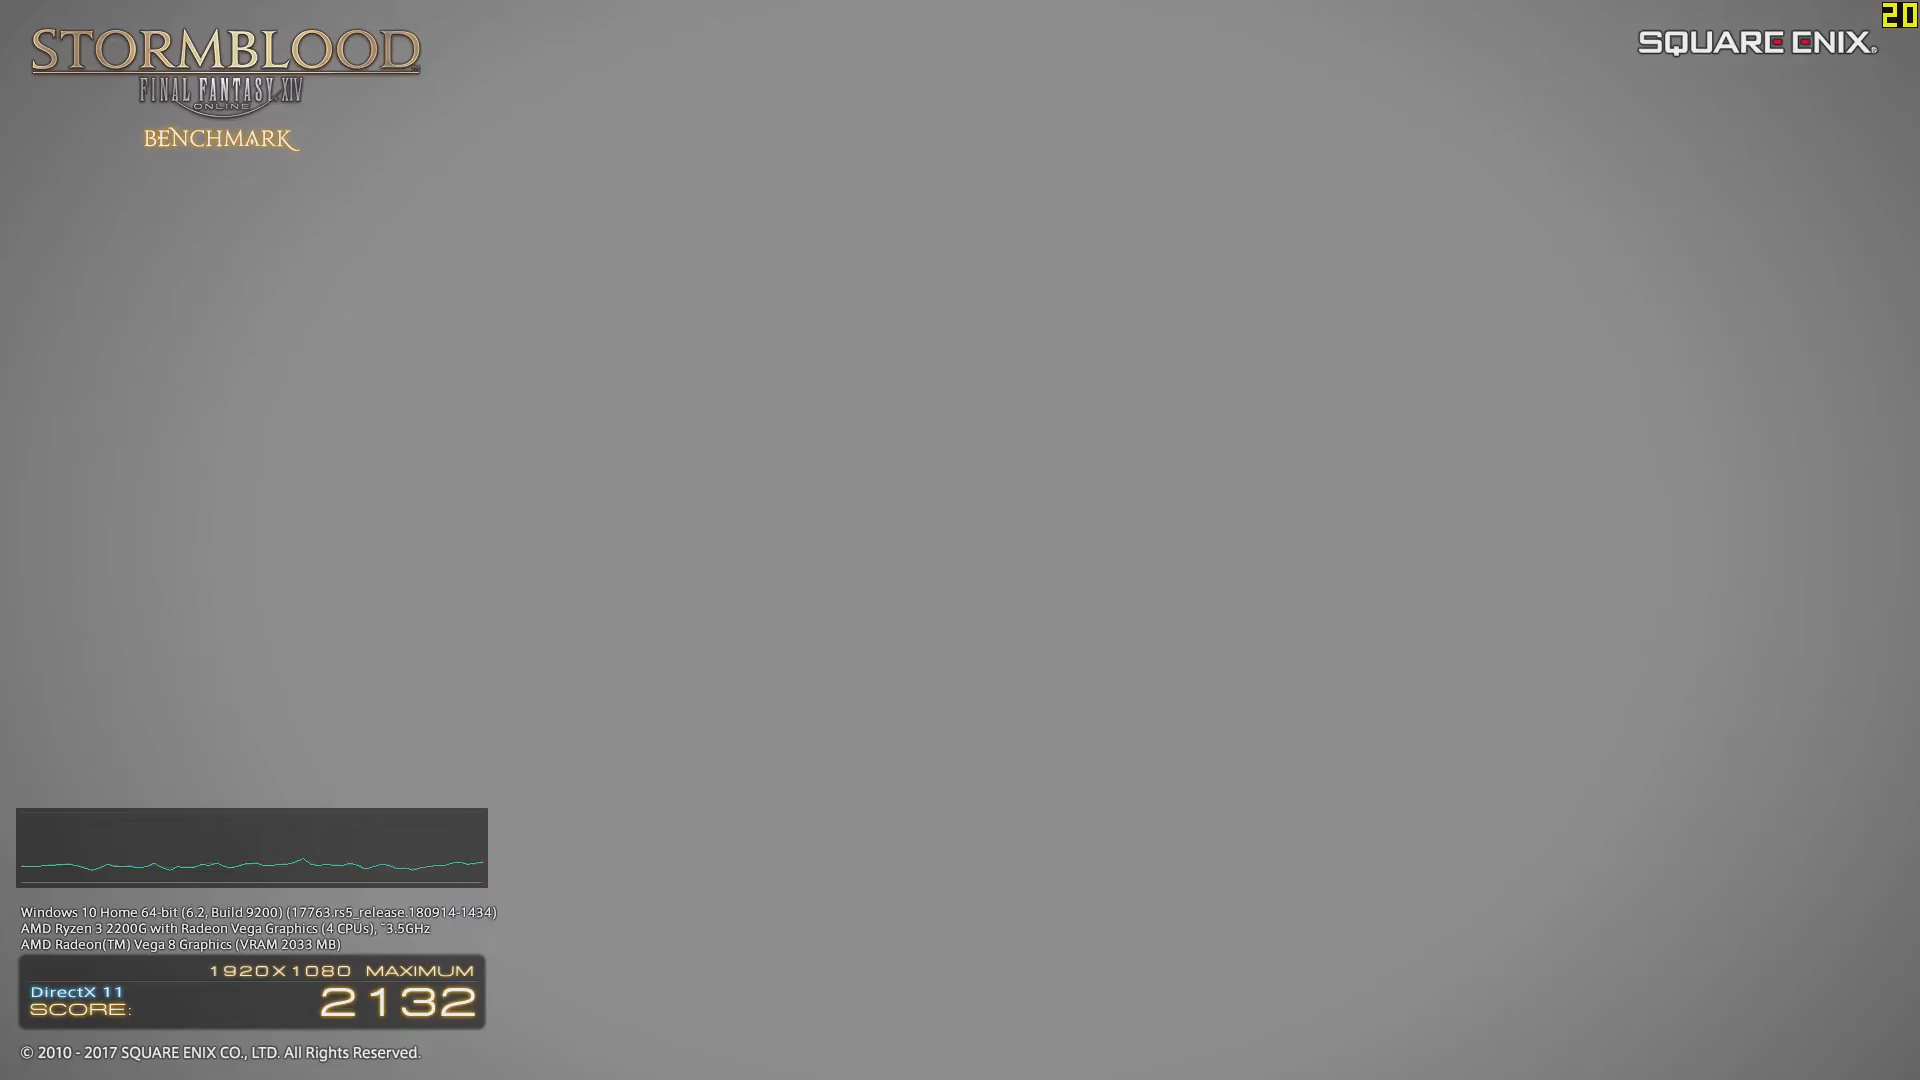 20
STORMBLOOD
SQUARE ENIX
FINAL FANTASY XIV
ONLINE
BENCHMARK
Windows 10 Home 64-bit (6.2, Build 9200) (17763.rs5_release.180914-1434)
AMD Ryzen 3 2200G with Radeon Vega Graphics (4 CPUs), ~3.5GHz
AMD Radeon(TM) Vega 8 Graphics (VRAM 2033 MB)
1920X1080 MAXIMUM
DirectX 11
SCORE: 2132
© 2010 - 2017 SQUARE ENIX CO., LTD. All Rights Reserved.